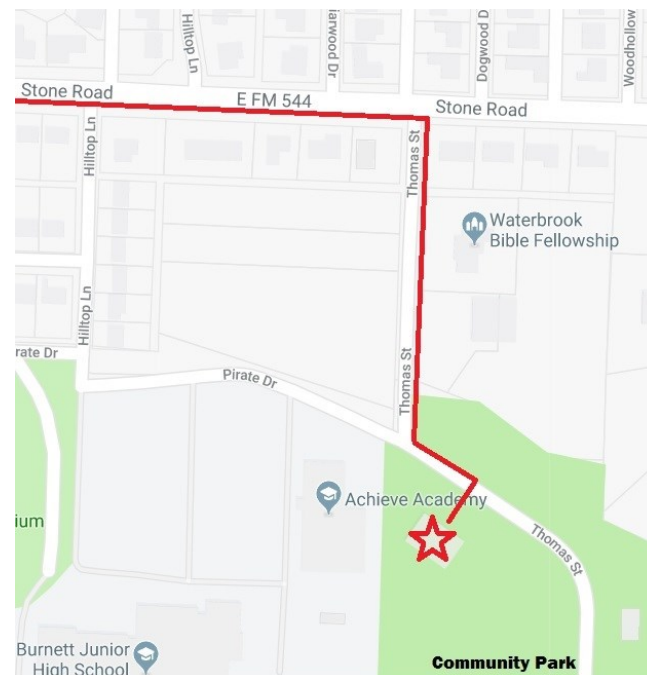 Hilltop Ln
Dogwood D
Woodhollow
Stone Road
E FM 544
Stone Road
Hilltop Ln
Thomas St
Waterbrook
Bible Fellowship
Hilltop Ln
rate Dr
Pirate Dr
Thomas St
Achieve Academy
Thomas St
ium
Burnett Junior
High School
Community Park